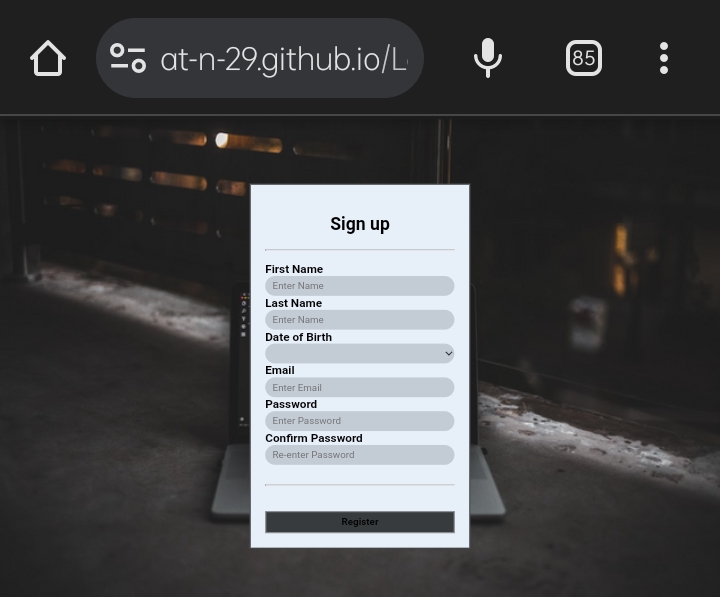 at-n-29.github.io/L
85
Sign up
First Name
Enter Name
Last Name
Enter Name
Date of Birth
Email
Enter Email
Password
Enter Password
Confirm Password
Re-enter Password
Register